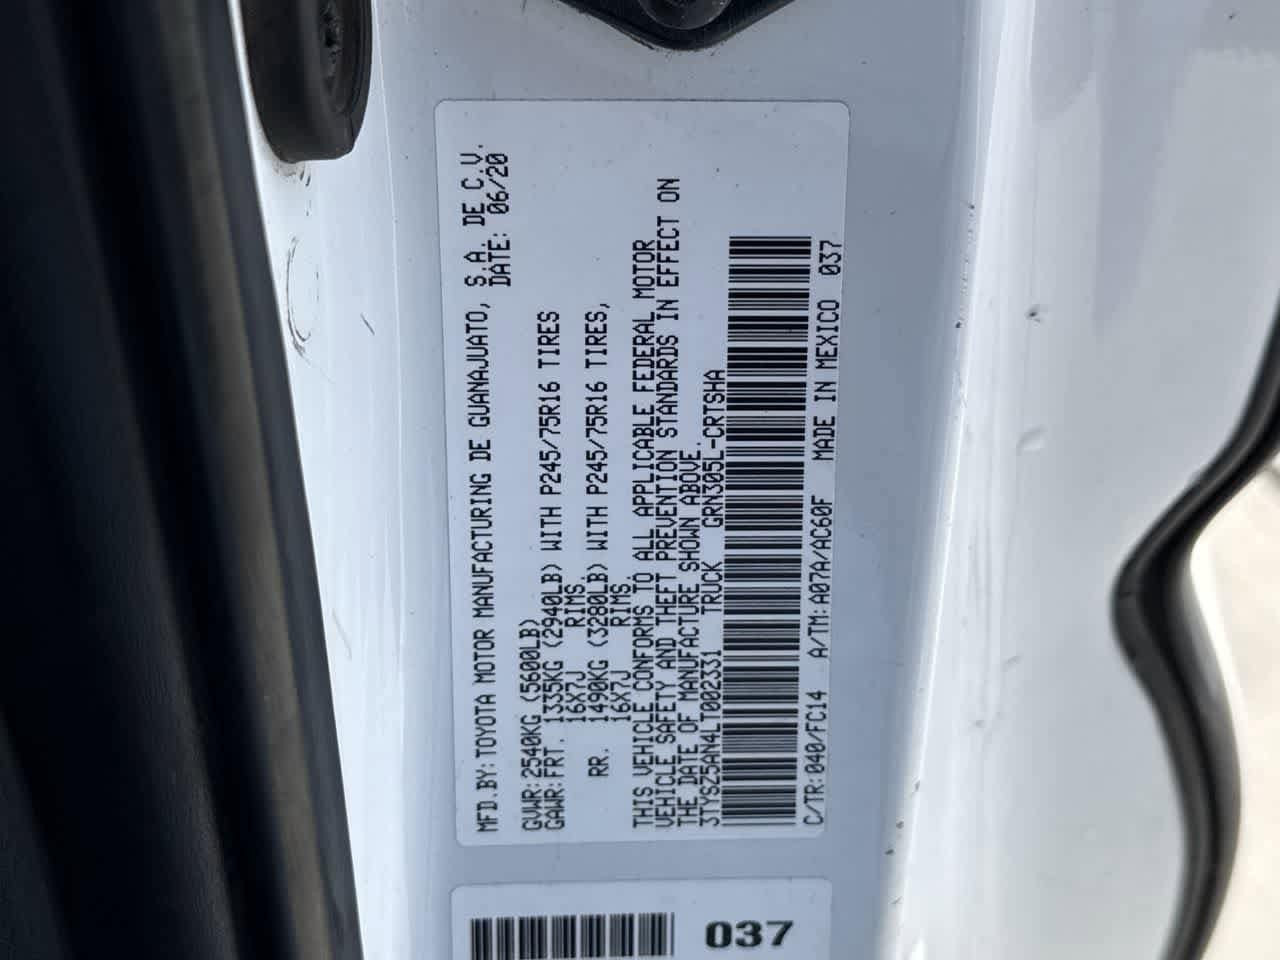 MFD.BY:TOYOTA MOTOR MANUFACTURING DE GUANAJUATO, S.A. DE C.V.
DATE: 06/20
GVWR:2540KG (5600LB)
GAWR:FRT. 1335KG (2940LB) WITH P245/75R16 TIRES
16X7J RIMS.
RR. 1490KG (3280LB) WITH P245/75R16 TIRES,
16X7J RIMS.
THIS VEHICLE CONFORMS TO ALL APPLICABLE FEDERAL MOTOR
VEHICLE SAFETY AND THEFT PREVENTION STANDARDS IN EFFECT ON
THE DATE OF MANUFACTURE SHOWN ABOVE.
3TYSZ5AN4LT002331 TRUCK GRN305L-CRTSHA
C/TR:040/FC14 A/TM:A07A/AC60F MADE IN MEXICO 037
037